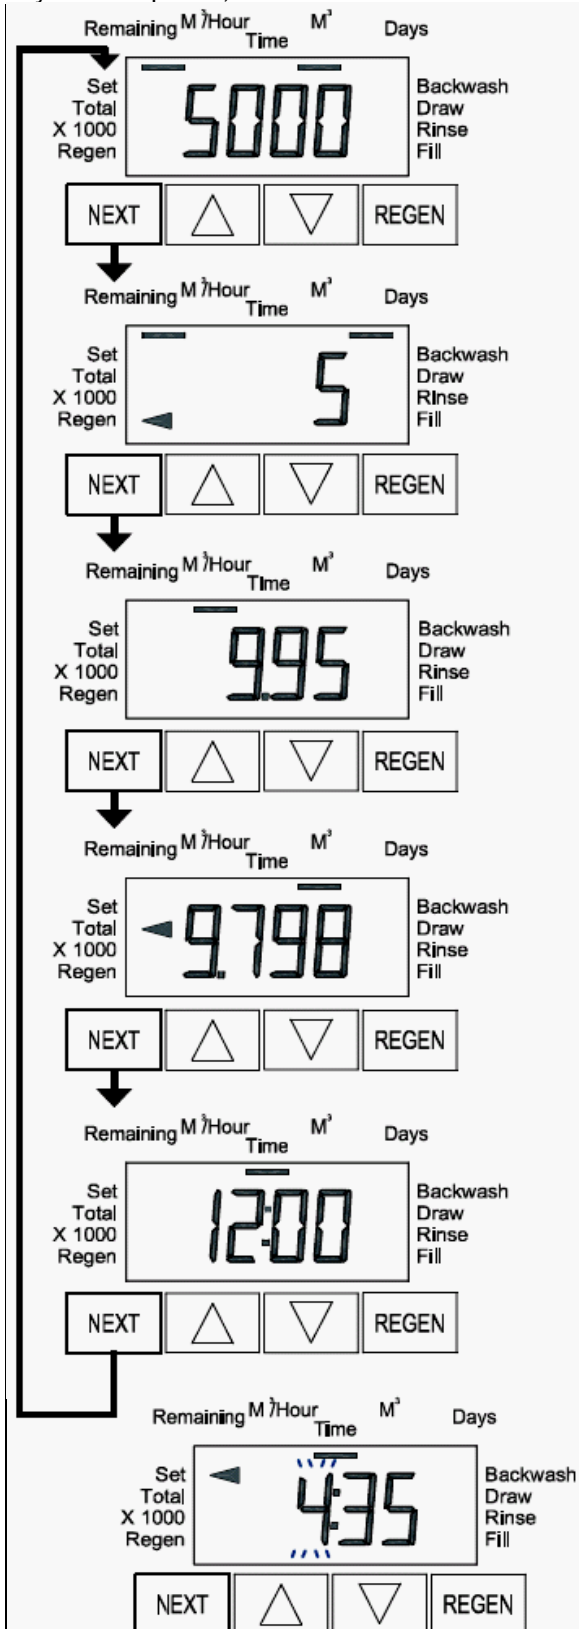 Remaining M³/Hour M³ Days
Time
Set Backwash
Total 5000 Draw
X 1000 Rinse
Regen Fill
NEXT REGEN
Remaining M³/Hour M³ Days
Time
Set Backwash
Total 5 Draw
X 1000 Rinse
Regen Fill
NEXT REGEN
Remaining M³/Hour M³ Days
Time
Set Backwash
Total 9.95 Draw
X 1000 Rinse
Regen Fill
NEXT REGEN
Remaining M³/Hour M³ Days
Time
Set Backwash
Total 9.798 Draw
X 1000 Rinse
Regen Fill
NEXT REGEN
Remaining M³/Hour M³ Days
Time
Set Backwash
Total 12:00 Draw
X 1000 Rinse
Regen Fill
NEXT REGEN
Remaining M³/Hour M³ Days
Time
Set Backwash
Total 4:35 Draw
X 1000 Rinse
Regen Fill
NEXT REGEN